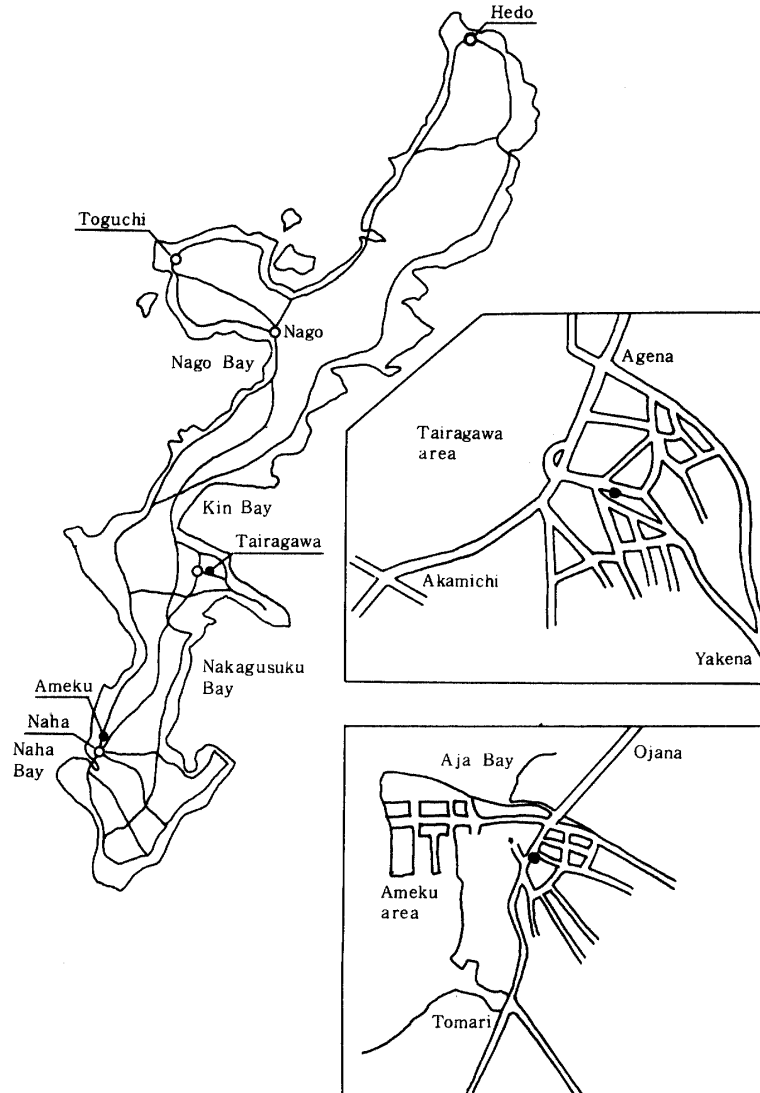 Hedo
Toguchi
Nago
Nago Bay
Kin Bay
Tairagawa
Nakagusuku
Bay
Ameku
Naha
Naha
Bay
Agena
Tairagawa
area
Akamichi
Yakena
Aja Bay
Ojana
Ameku
area
Tomari